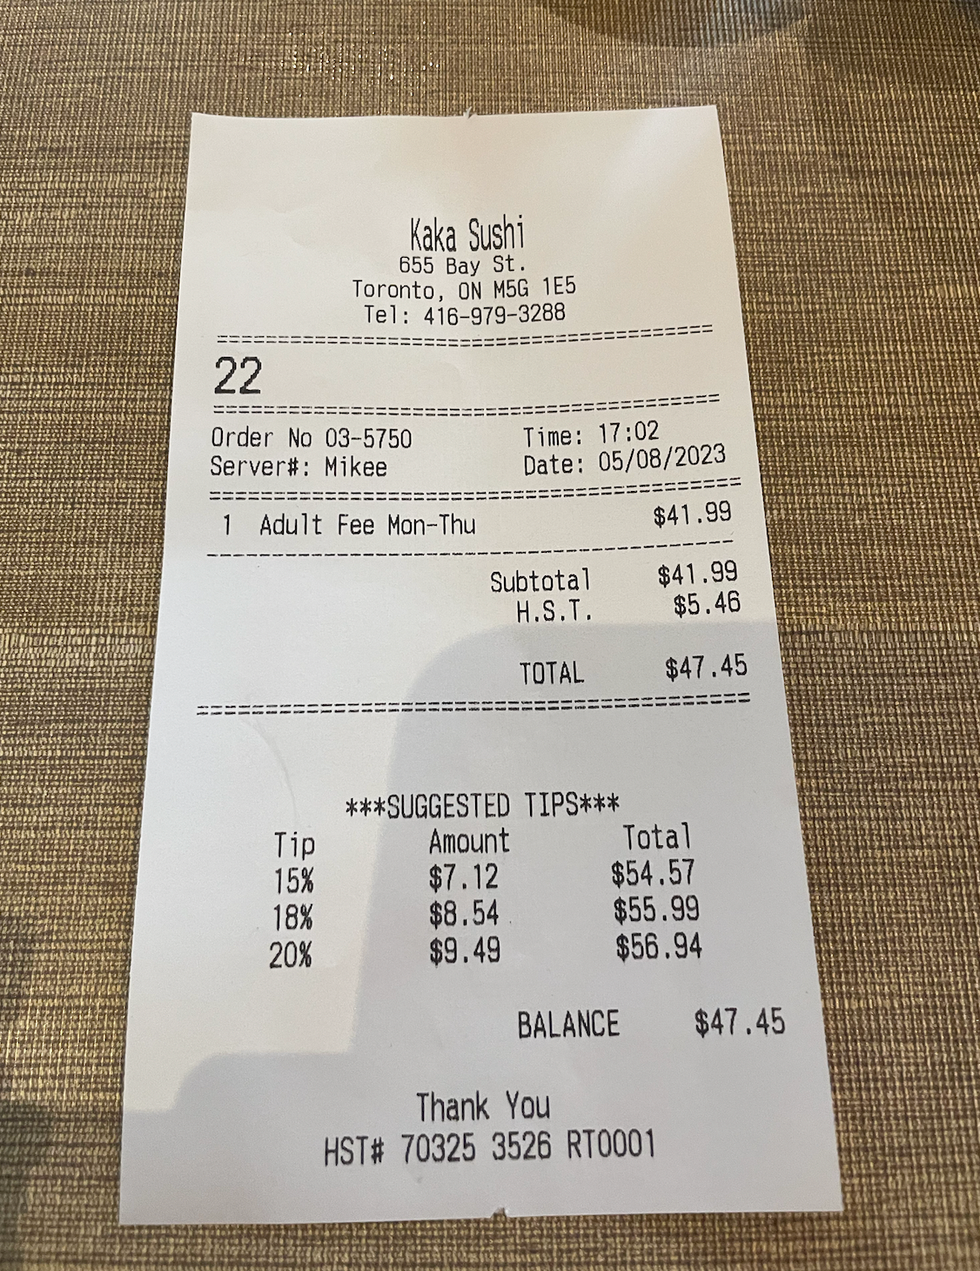 Kaka Sushi
655 Bay St.
Toronto, ON M5G 1E5
Tel: 416-979-3288
==========================================
22
==========================================
Order No 03-5750 Time: 17:02
Server#: Mikee Date: 05/08/2023
==========================================
1 Adult Fee Mon-Thu $41.99
------------------------------------------
Subtotal $41.99
H.S.T. $5.46
TOTAL $47.45
==========================================
***SUGGESTED TIPS***
Tip Amount Total
15% $7.12 $54.57
18% $8.54 $55.99
20% $9.49 $56.94
BALANCE $47.45
Thank You
HST# 70325 3526 RT0001